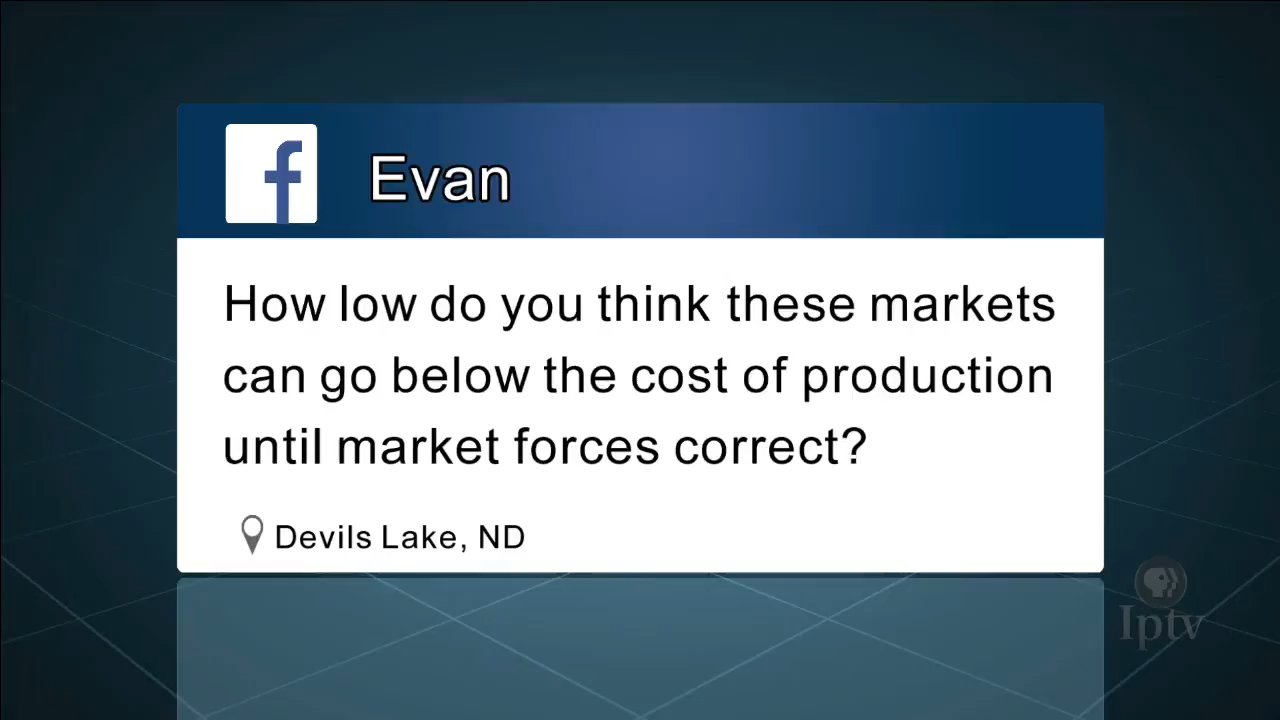 Evan
How low do you think these markets
can go below the cost of production
until market forces correct?
Devils Lake, ND
Iptv